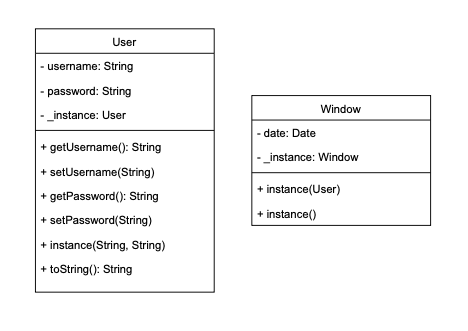 User
- username: String
- password: String
- _instance: User
+ getUsername(): String
+ setUsername(String)
+ getPassword(): String
+ setPassword(String)
+ instance(String, String)
+ toString(): String
Window
- date: Date
- _instance: Window
+ instance(User)
+ instance()